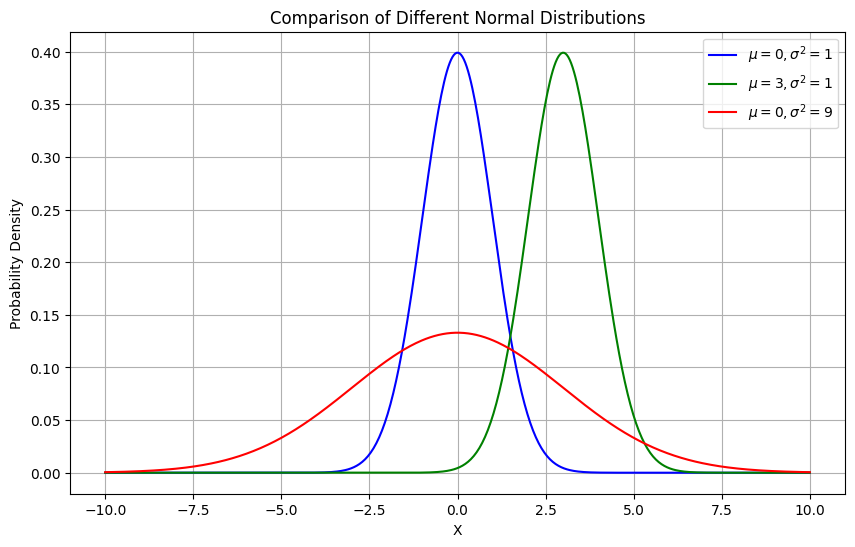 Comparison of Different Normal Distributions
μ = 0, σ² = 1
μ = 3, σ² = 1
μ = 0, σ² = 9
Probability Density
0.40
0.35
0.30
0.25
0.20
0.15
0.10
0.05
0.00
−10.0 −7.5 −5.0 −2.5 0.0 2.5 5.0 7.5 10.0
X